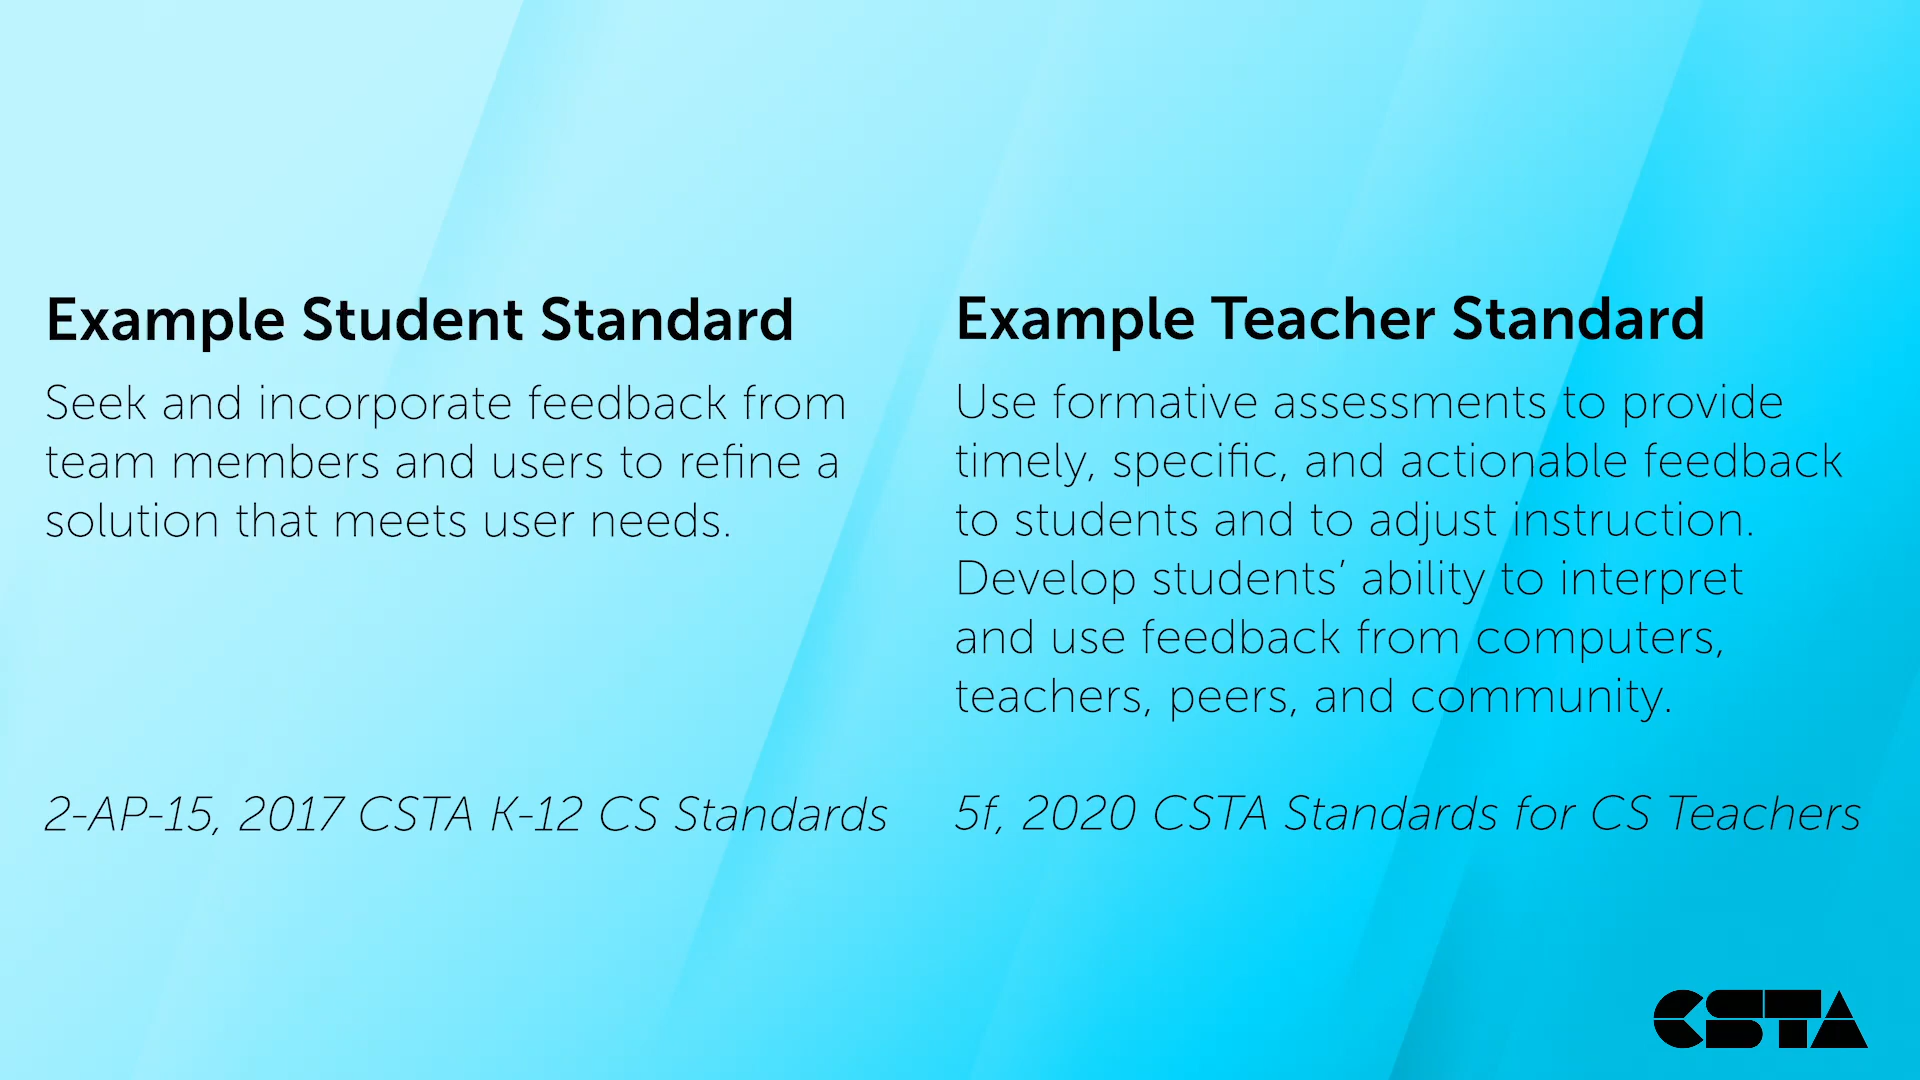 Example Student Standard
Seek and incorporate feedback from
team members and users to refine a
solution that meets user needs.
2-AP-15, 2017 CSTA K-12 CS Standards
Example Teacher Standard
Use formative assessments to provide
timely, specific, and actionable feedback
to students and to adjust instruction.
Develop students’ ability to interpret
and use feedback from computers,
teachers, peers, and community.
5f, 2020 CSTA Standards for CS Teachers
CSTA